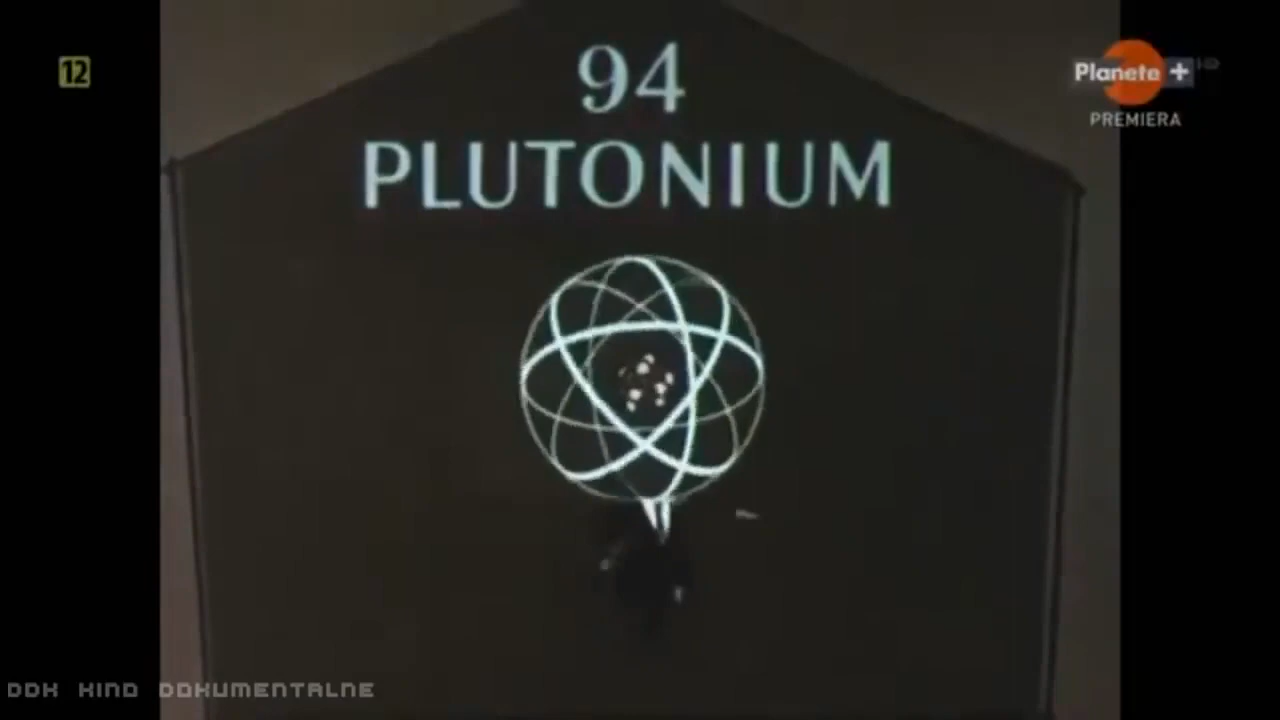 12
Planete +
PREMIERA
94
PLUTONIUM
DDK KINO DOKUMENTALNE